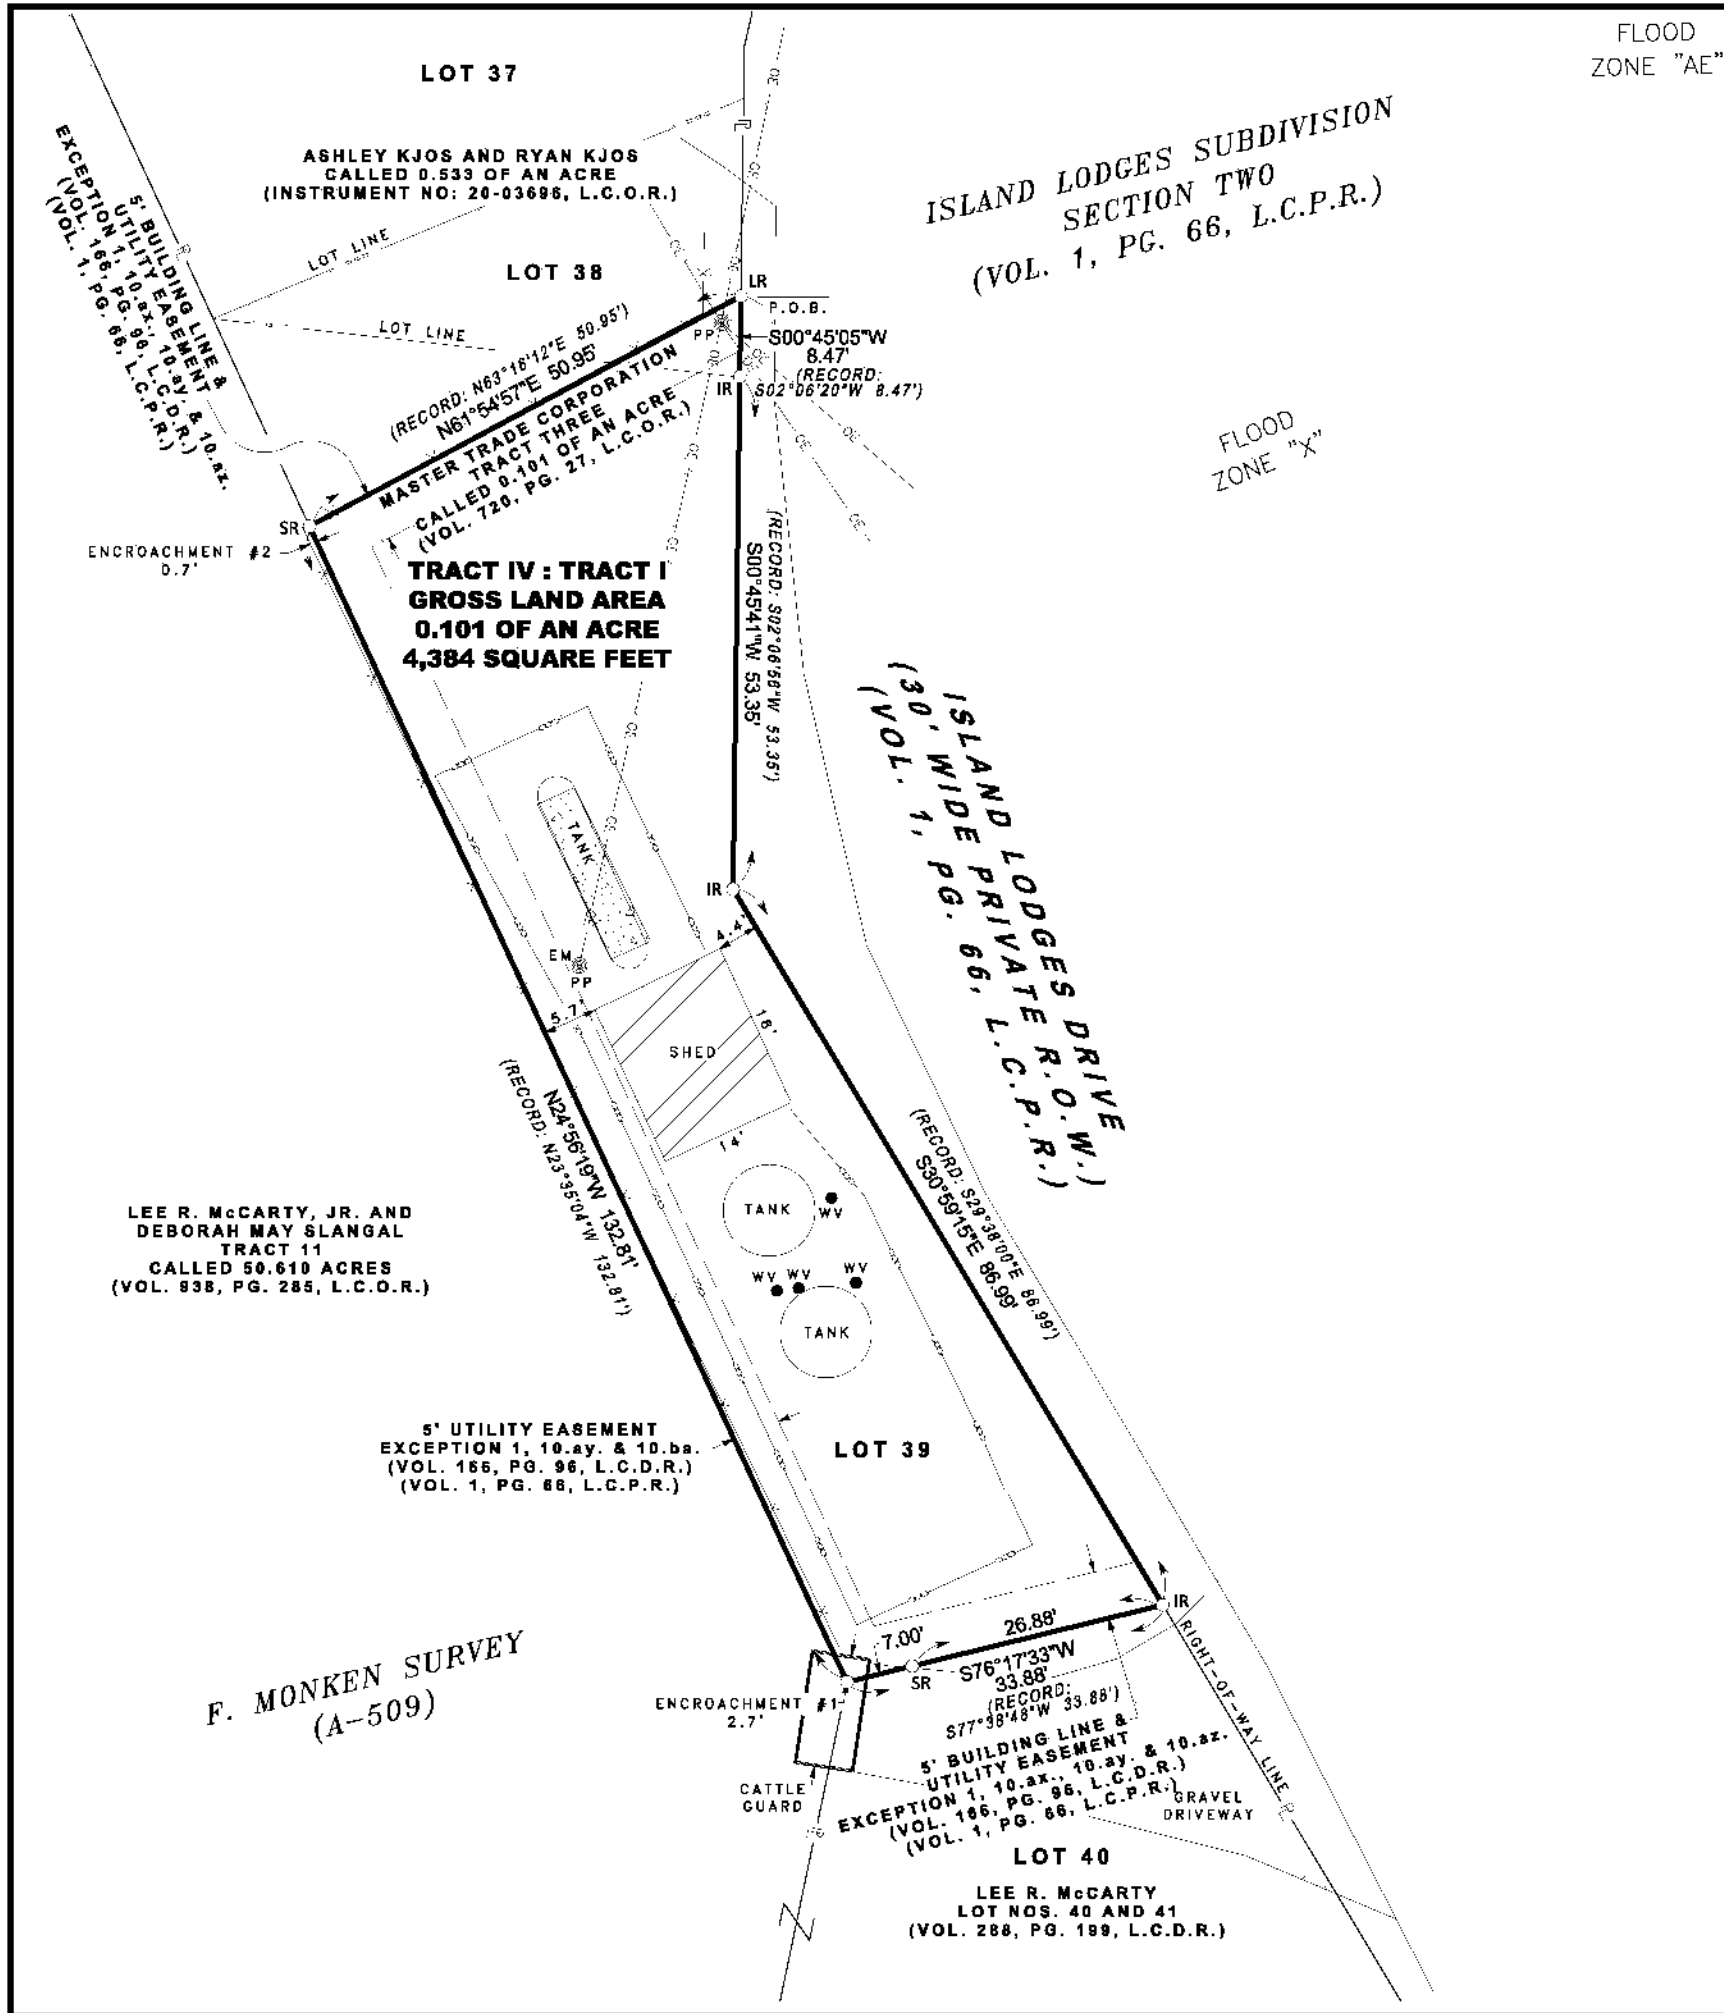 FLOOD
ZONE "AE"
LOT 37
ASHLEY KJOS AND RYAN KJOS
CALLED 0.533 OF AN ACRE
(INSTRUMENT NO: 20-03696, L.C.O.R.)
ISLAND LODGES SUBDIVISION
SECTION TWO
(VOL. 1, PG. 66, L.C.P.R.)
5' BUILDING LINE &
UTILITY EASEMENT
EXCEPTION 1, 10.ax., 10.ay. & 10.az.
(VOL. 166, PG. 96, L.C.D.R.)
(VOL. 1, PG. 66, L.C.P.R.)
LOT LINE
LOT 38
LOT LINE
LR
P.O.B.
PP
S00°45'05"W
8.47'
(RECORD:
S02°06'20"W 8.47')
IR
(RECORD: N63°16'12"E 50.95')
N61°54'57"E 50.95'
MASTER TRADE CORPORATION
TRACT THREE
CALLED 0.101 OF AN ACRE
(VOL. 720, PG. 27, L.C.O.R.)
FLOOD
ZONE "X"
SR
ENCROACHMENT #2
0.7'
TRACT IV : TRACT I
GROSS LAND AREA
0.101 OF AN ACRE
4,384 SQUARE FEET
(RECORD: S02°06'56"W 53.35')
S00°45'41"W 53.35'
ISLAND LODGES DRIVE
(30' WIDE PRIVATE R.O.W.)
(VOL. 1, PG. 66, L.C.P.R.)
TANK
IR
4.4'
EM
PP
5.7'
SHED
18'
14'
N24°56'19"W 132.81'
(RECORD: N23°35'04"W 132.81')
(RECORD: S29°38'00"E 86.99')
S30°59'15"E 86.99'
LEE R. McCARTY, JR. AND
DEBORAH MAY SLANGAL
TRACT 11
CALLED 50.610 ACRES
(VOL. 938, PG. 285, L.C.O.R.)
TANK
WV
WV WV
WV
TANK
5' UTILITY EASEMENT
EXCEPTION 1, 10.ay. & 10.ba.
(VOL. 166, PG. 96, L.C.D.R.)
(VOL. 1, PG. 66, L.C.P.R.)
LOT 39
IR
26.88'
7.00'
SR
S76°17'33"W
33.88'
(RECORD:
S77°38'48"W 33.88')
RIGHT-OF-WAY LINE
F. MONKEN SURVEY
(A-509)
ENCROACHMENT #1
2.7'
5' BUILDING LINE &
UTILITY EASEMENT
EXCEPTION 1, 10.ax., 10.ay. & 10.az.
(VOL. 166, PG. 96, L.C.D.R.)
(VOL. 1, PG. 66, L.C.P.R.)
CATTLE
GUARD
GRAVEL
DRIVEWAY
LOT 40
LEE R. McCARTY
LOT NOS. 40 AND 41
(VOL. 288, PG. 199, L.C.D.R.)